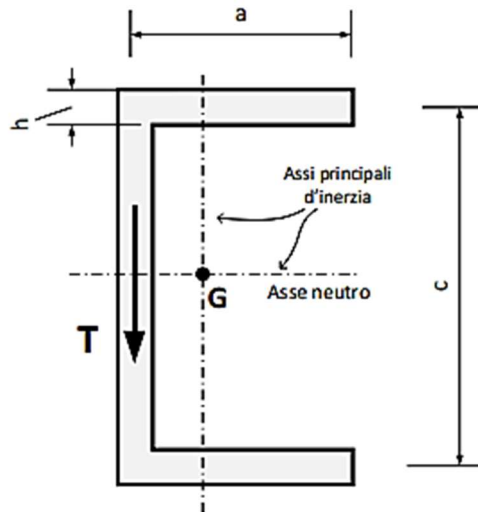 a
h
Assi principali
d'inerzia
G
Asse neutro
c
T